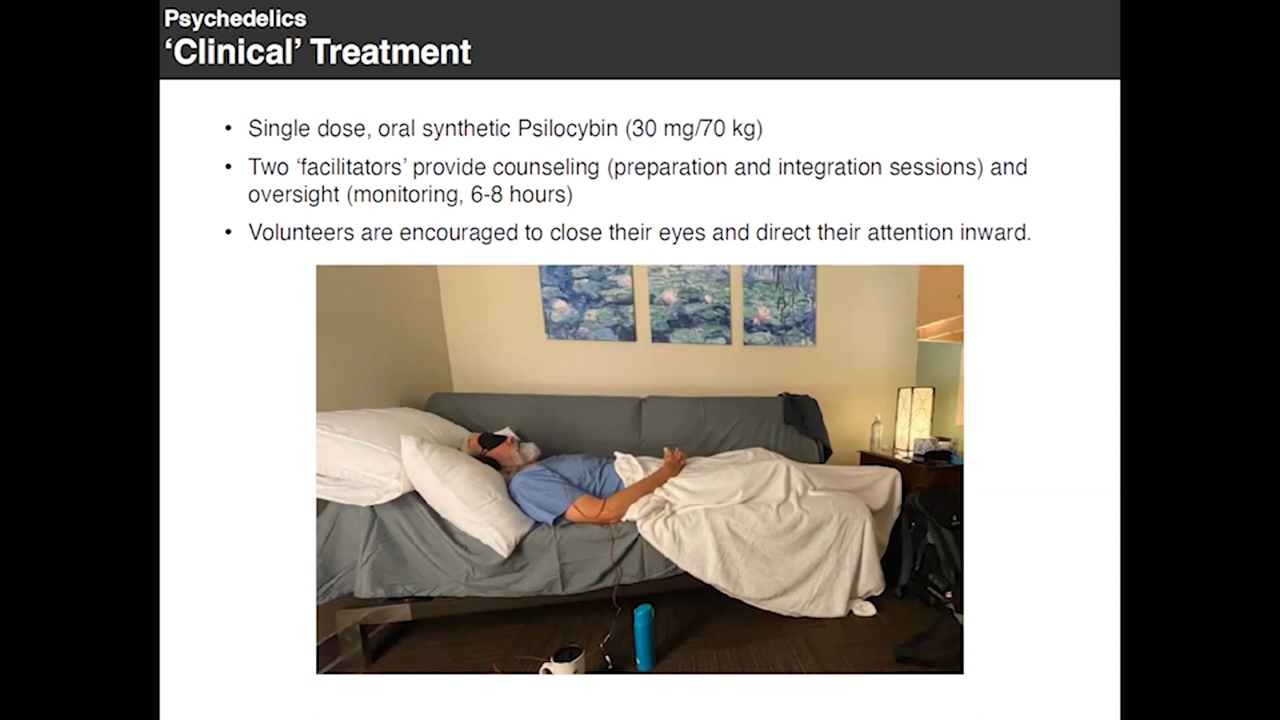 Psychedelics
‘Clinical’ Treatment
• Single dose, oral synthetic Psilocybin (30 mg/70 kg)
• Two ‘facilitators’ provide counseling (preparation and integration sessions) and
oversight (monitoring, 6-8 hours)
• Volunteers are encouraged to close their eyes and direct their attention inward.